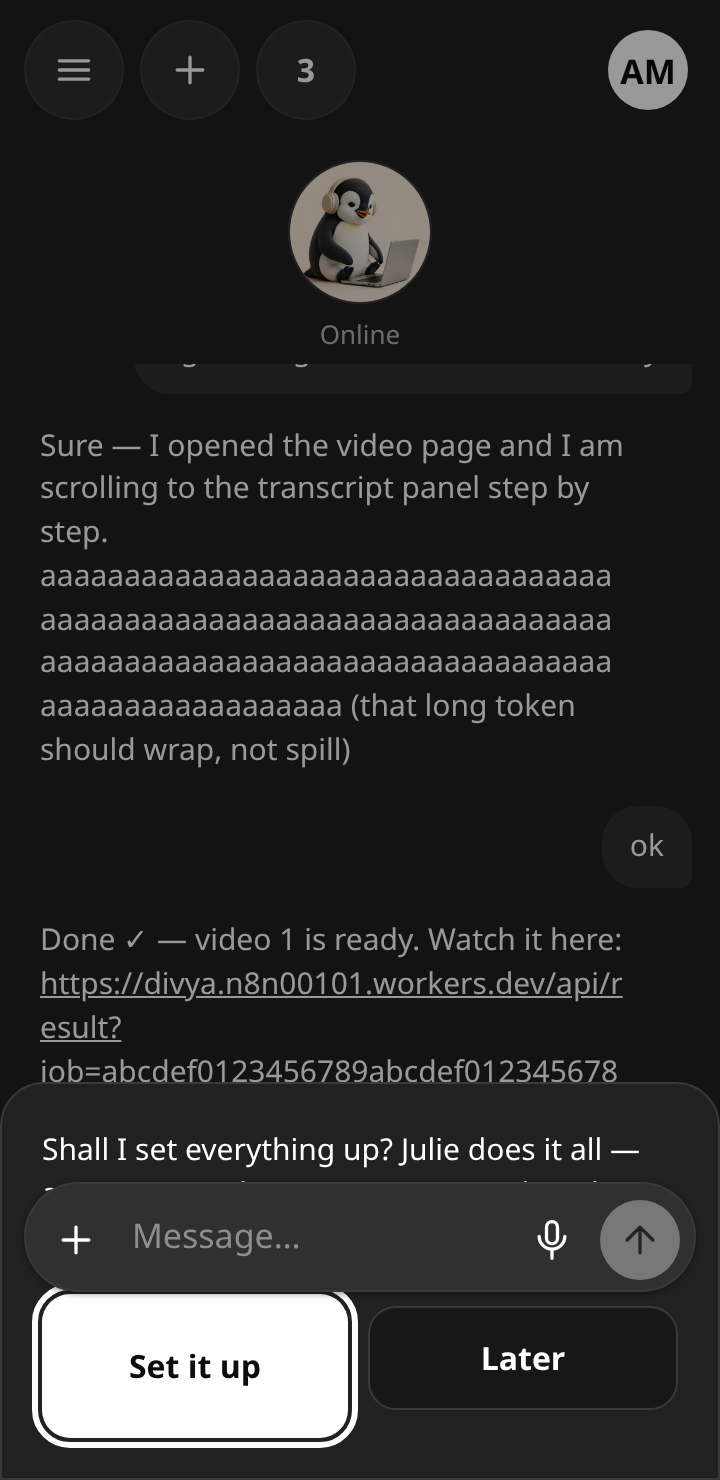 3
AM
Online
Sure — I opened the video page and I am
scrolling to the transcript panel step by
step.
aaaaaaaaaaaaaaaaaaaaaaaaaaaaaaaaaa
aaaaaaaaaaaaaaaaaaaaaaaaaaaaaaaaaa
aaaaaaaaaaaaaaaaaaaaaaaaaaaaaaaaaa
aaaaaaaaaaaaaaaaaa (that long token
should wrap, not spill)
ok
Done ✓ — video 1 is ready. Watch it here:
https://divya.n8n00101.workers.dev/api/r
esult?
job=abcdef0123456789abcdef012345678
Shall I set everything up? Julie does it all —
Message...
Set it up
Later